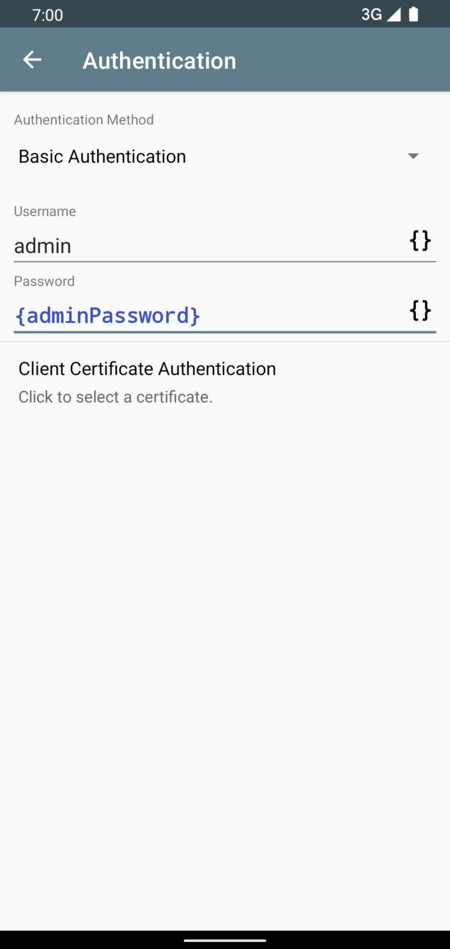 7:00 3G
Authentication
Authentication Method
Basic Authentication
Username
admin {}
Password
{adminPassword} {}
Client Certificate Authentication
Click to select a certificate.